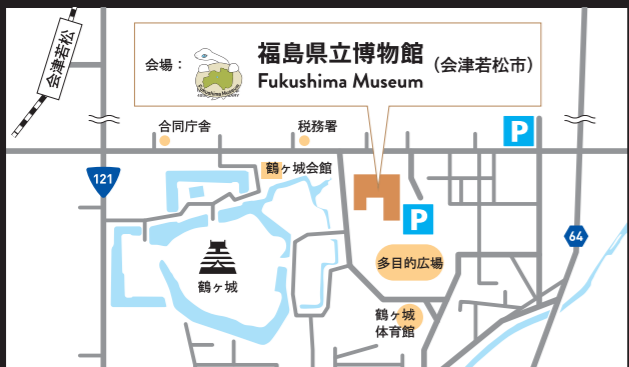 会津若松
会場：
Fukushima Museum
福島県立博物館
(会津若松市)
Fukushima Museum
合同庁舎
税務署
P
121
鶴ヶ城会館
P
64
多目的広場
鶴ヶ城
鶴ヶ城
体育館